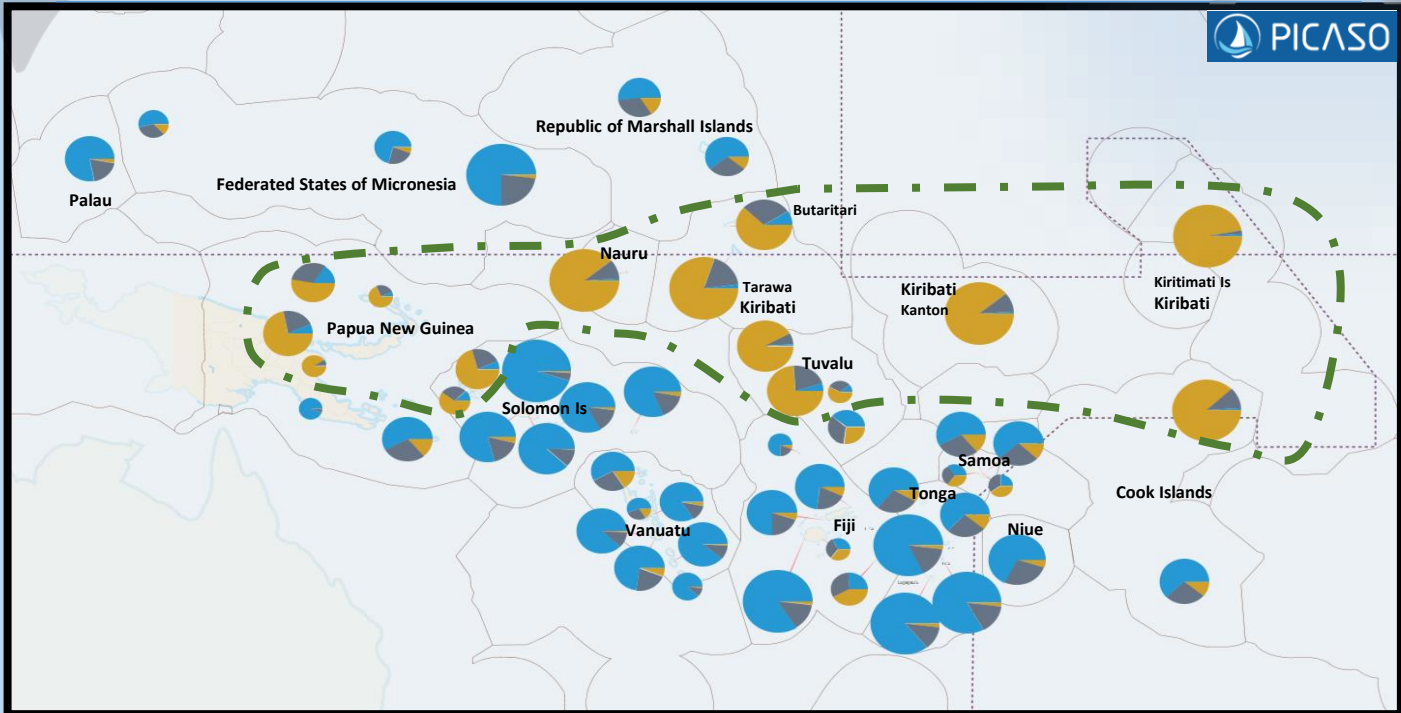 PICASO
Republic of Marshall Islands
Federated States of Micronesia
Palau
Butaritari
Nauru
Tarawa
Kiribati
Kiribati
Kanton
Kiritimati Is
Kiribati
Papua New Guinea
Tuvalu
Solomon Is
Samoa
Tonga
Cook Islands
Vanuatu
Fiji
Niue